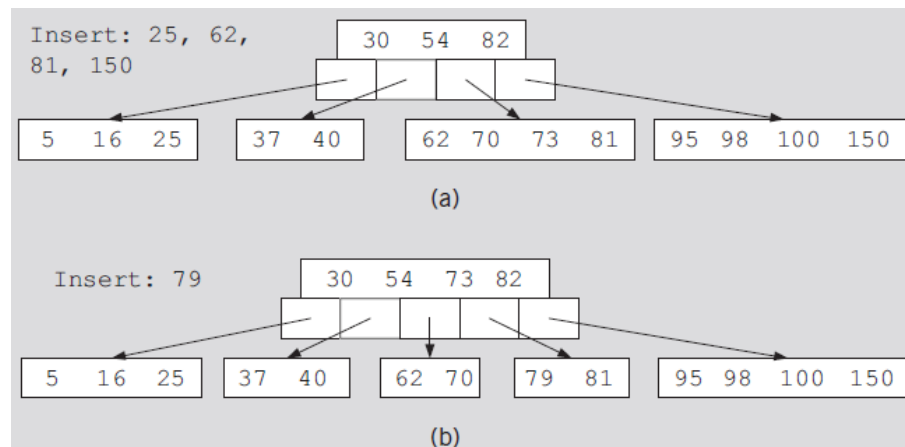 Insert: 25, 62,
81, 150
30 54 82
5 16 25 37 40 62 70 73 81 95 98 100 150
(a)
Insert: 79
30 54 73 82
5 16 25 37 40 62 70 79 81 95 98 100 150
(b)